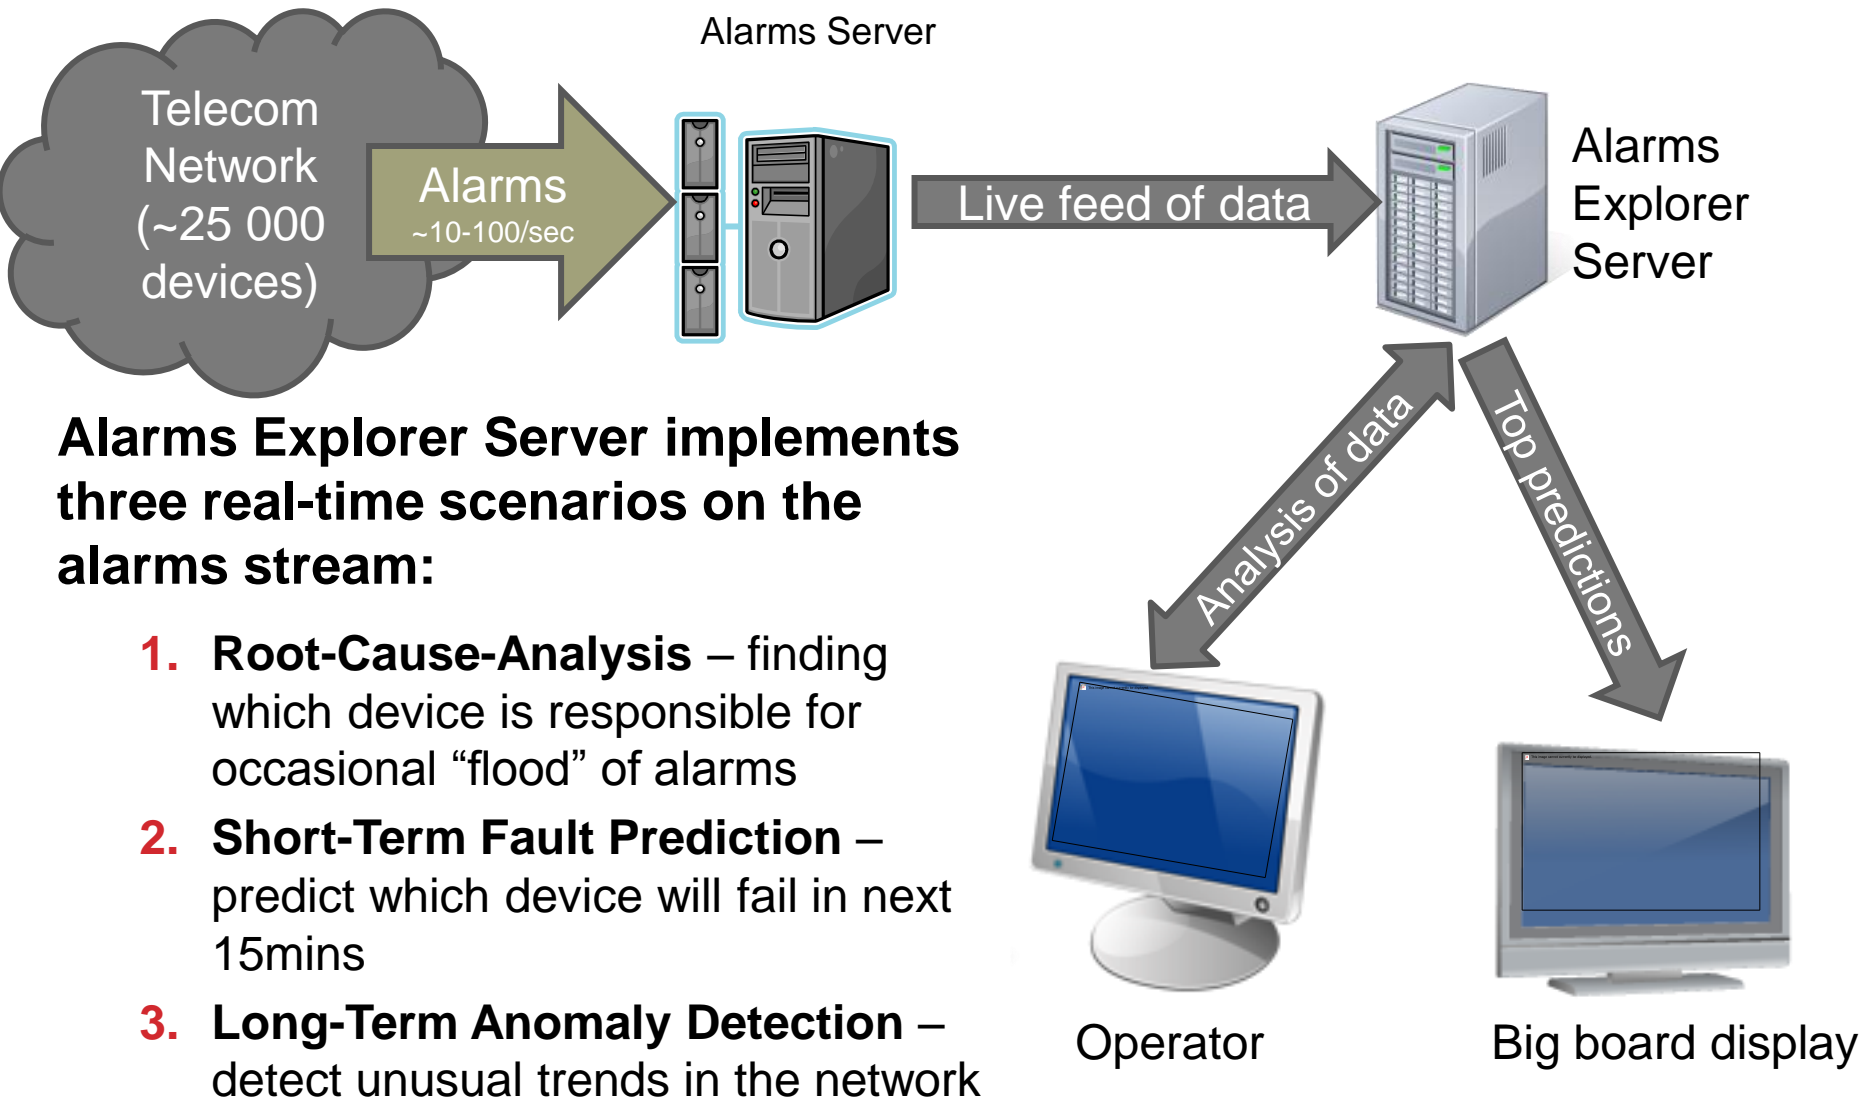 Alarms Server
Telecom
Network
(~25 000
devices)
Alarms
~10-100/sec
Live feed of data
Alarms
Explorer
Server
Analysis of data
Top predictions
Alarms Explorer Server implements
three real-time scenarios on the
alarms stream:
1. Root-Cause-Analysis – finding
which device is responsible for
occasional “flood” of alarms
2. Short-Term Fault Prediction –
predict which device will fail in next
15mins
3. Long-Term Anomaly Detection –
detect unusual trends in the network
Operator
Big board display